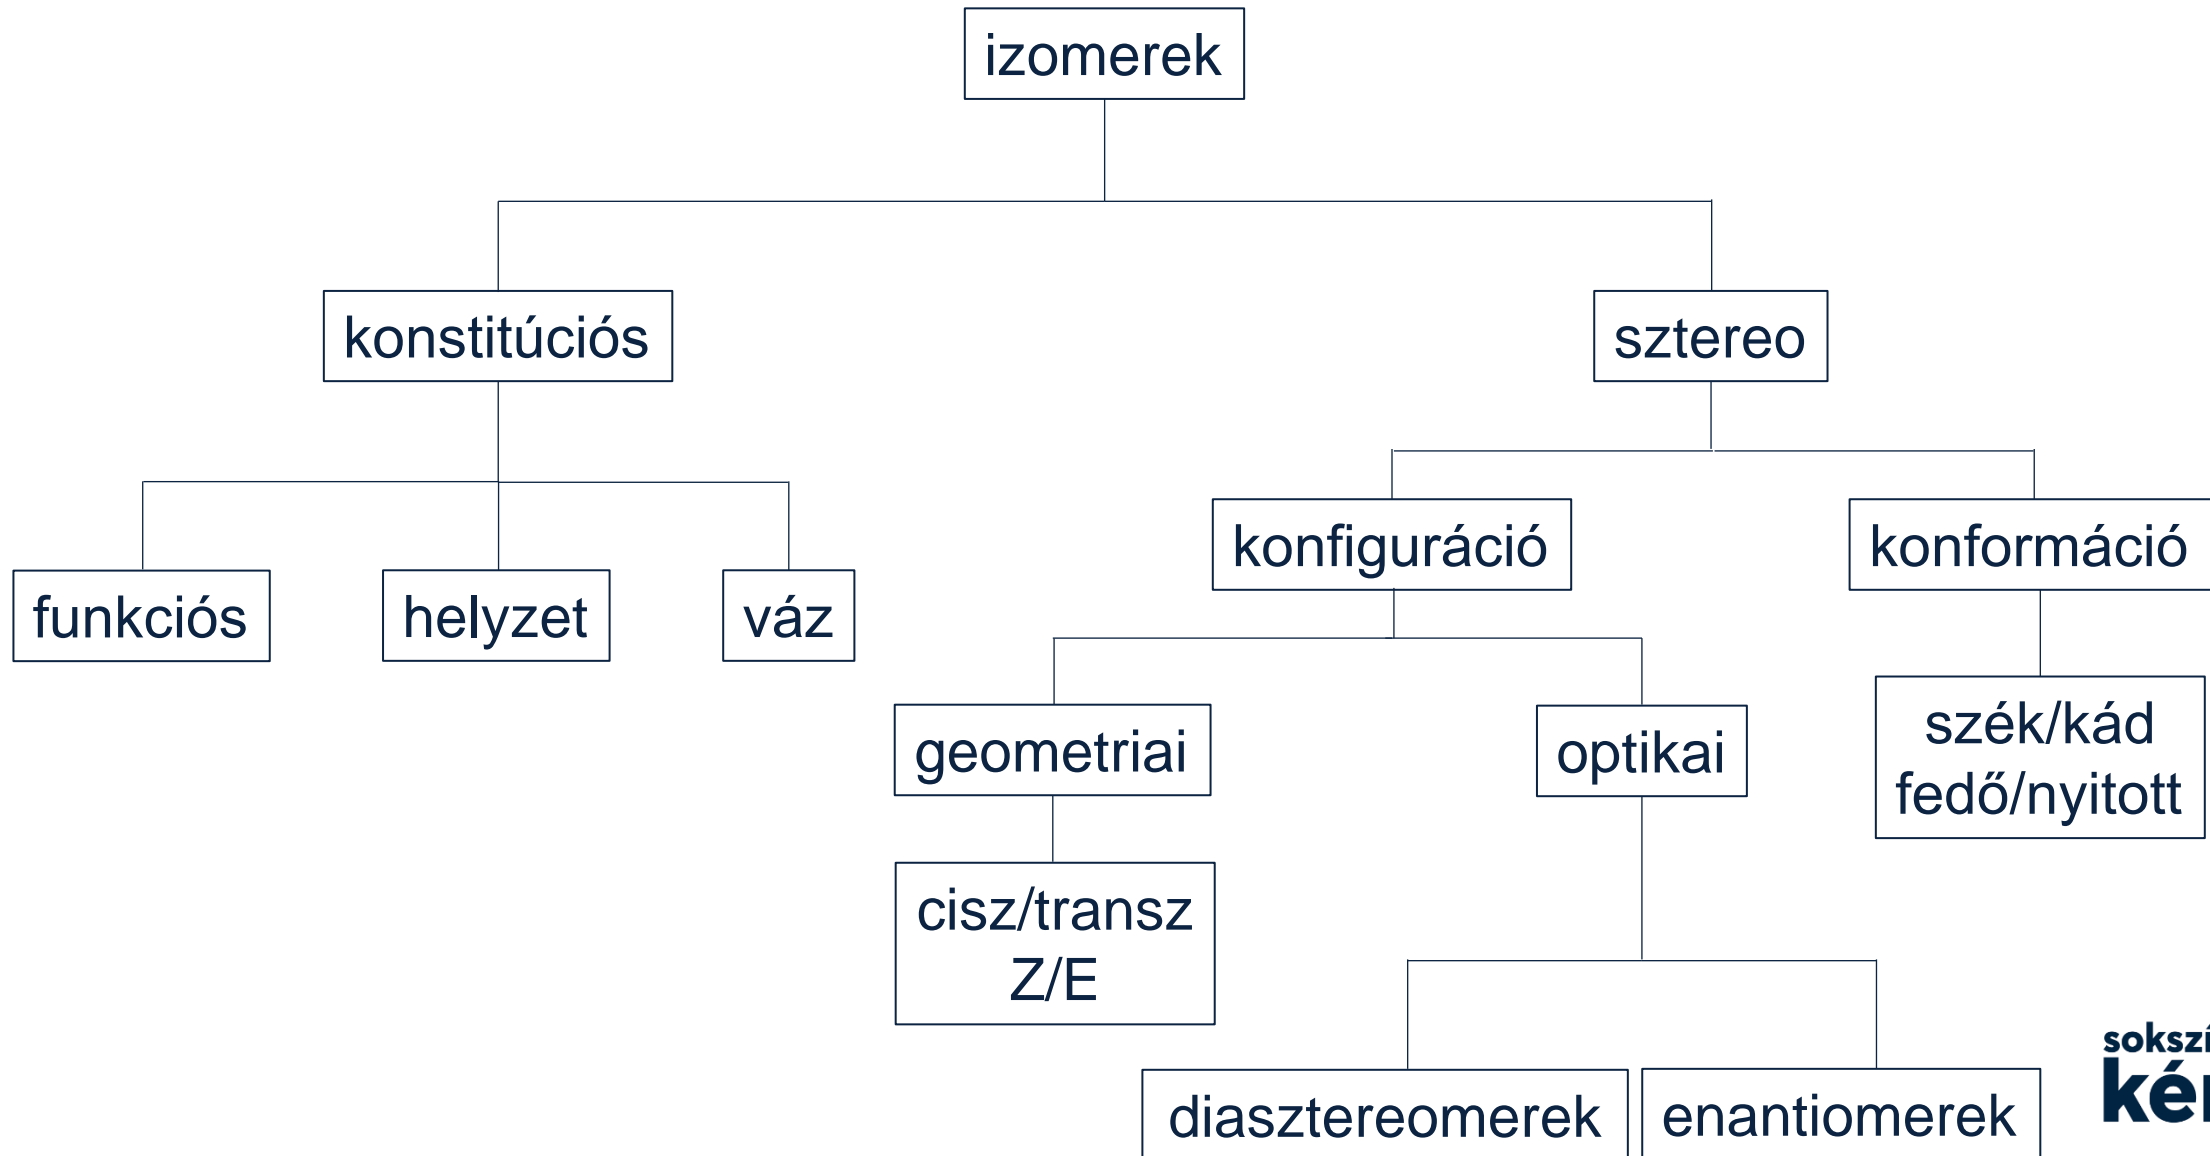 izomerek
konstitúciós
sztereo
konfiguráció
konformáció
funkciós
helyzet
váz
geometriai
optikai
szék/kád
fedő/nyitott
cisz/transz
Z/E
diasztereomerek
enantiomerek